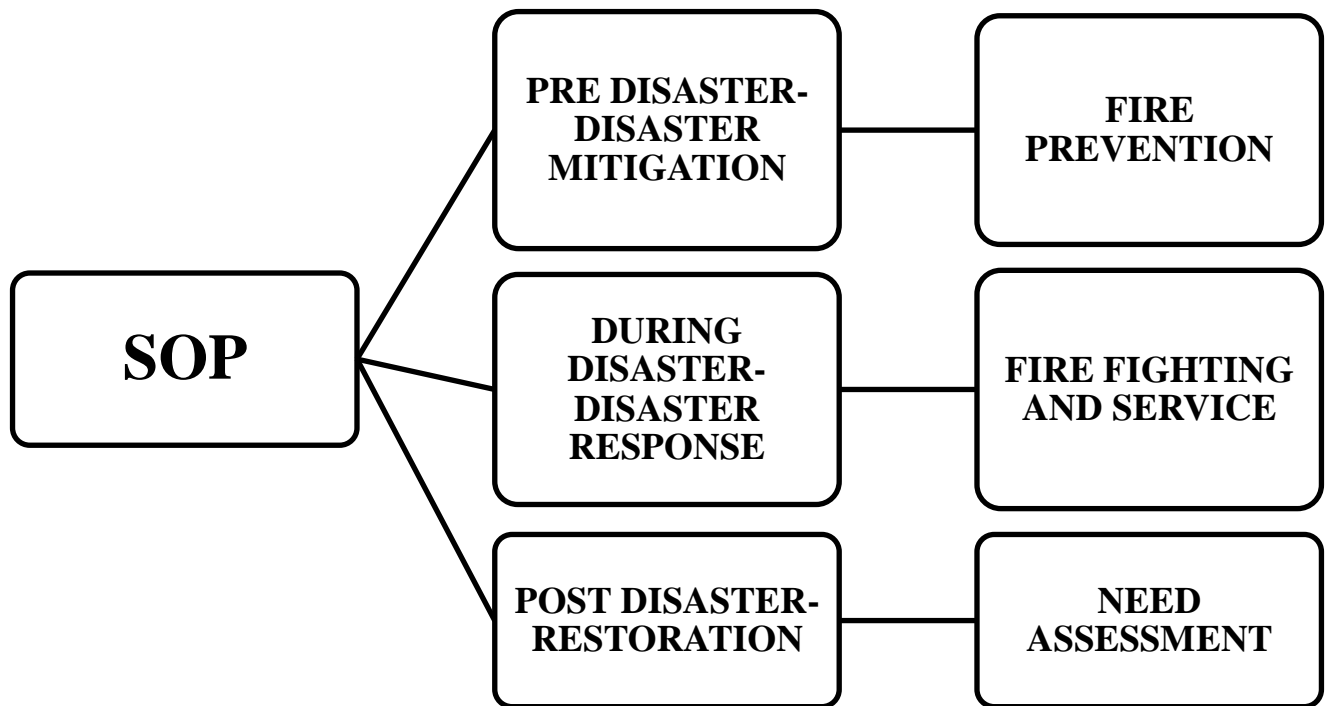 SOP
PRE DISASTER-
DISASTER
MITIGATION
FIRE
PREVENTION
DURING
DISASTER-
DISASTER
RESPONSE
FIRE FIGHTING
AND SERVICE
POST DISASTER-
RESTORATION
NEED
ASSESSMENT